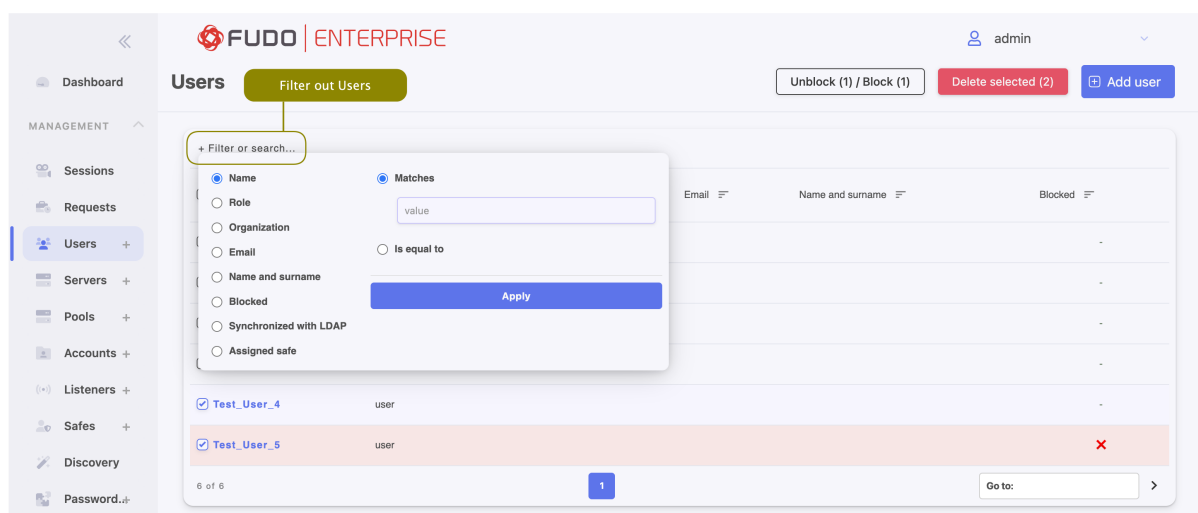 FUDO ENTERPRISE
admin
Dashboard
Users
Filter out Users
Unblock (1) / Block (1)
Delete selected (2)
Add user
MANAGEMENT
+ Filter or search...
Sessions
Requests
Users +
Servers +
Pools +
Accounts +
Listeners +
Safes +
Discovery
Password..+
Name
Role
Organization
Email
Name and surname
Blocked
Synchronized with LDAP
Assigned safe
Matches
value
Is equal to
Apply
Email
Name and surname
Blocked
-
-
-
-
Test_User_4 user -
Test_User_5 user
6 of 6
1
Go to: